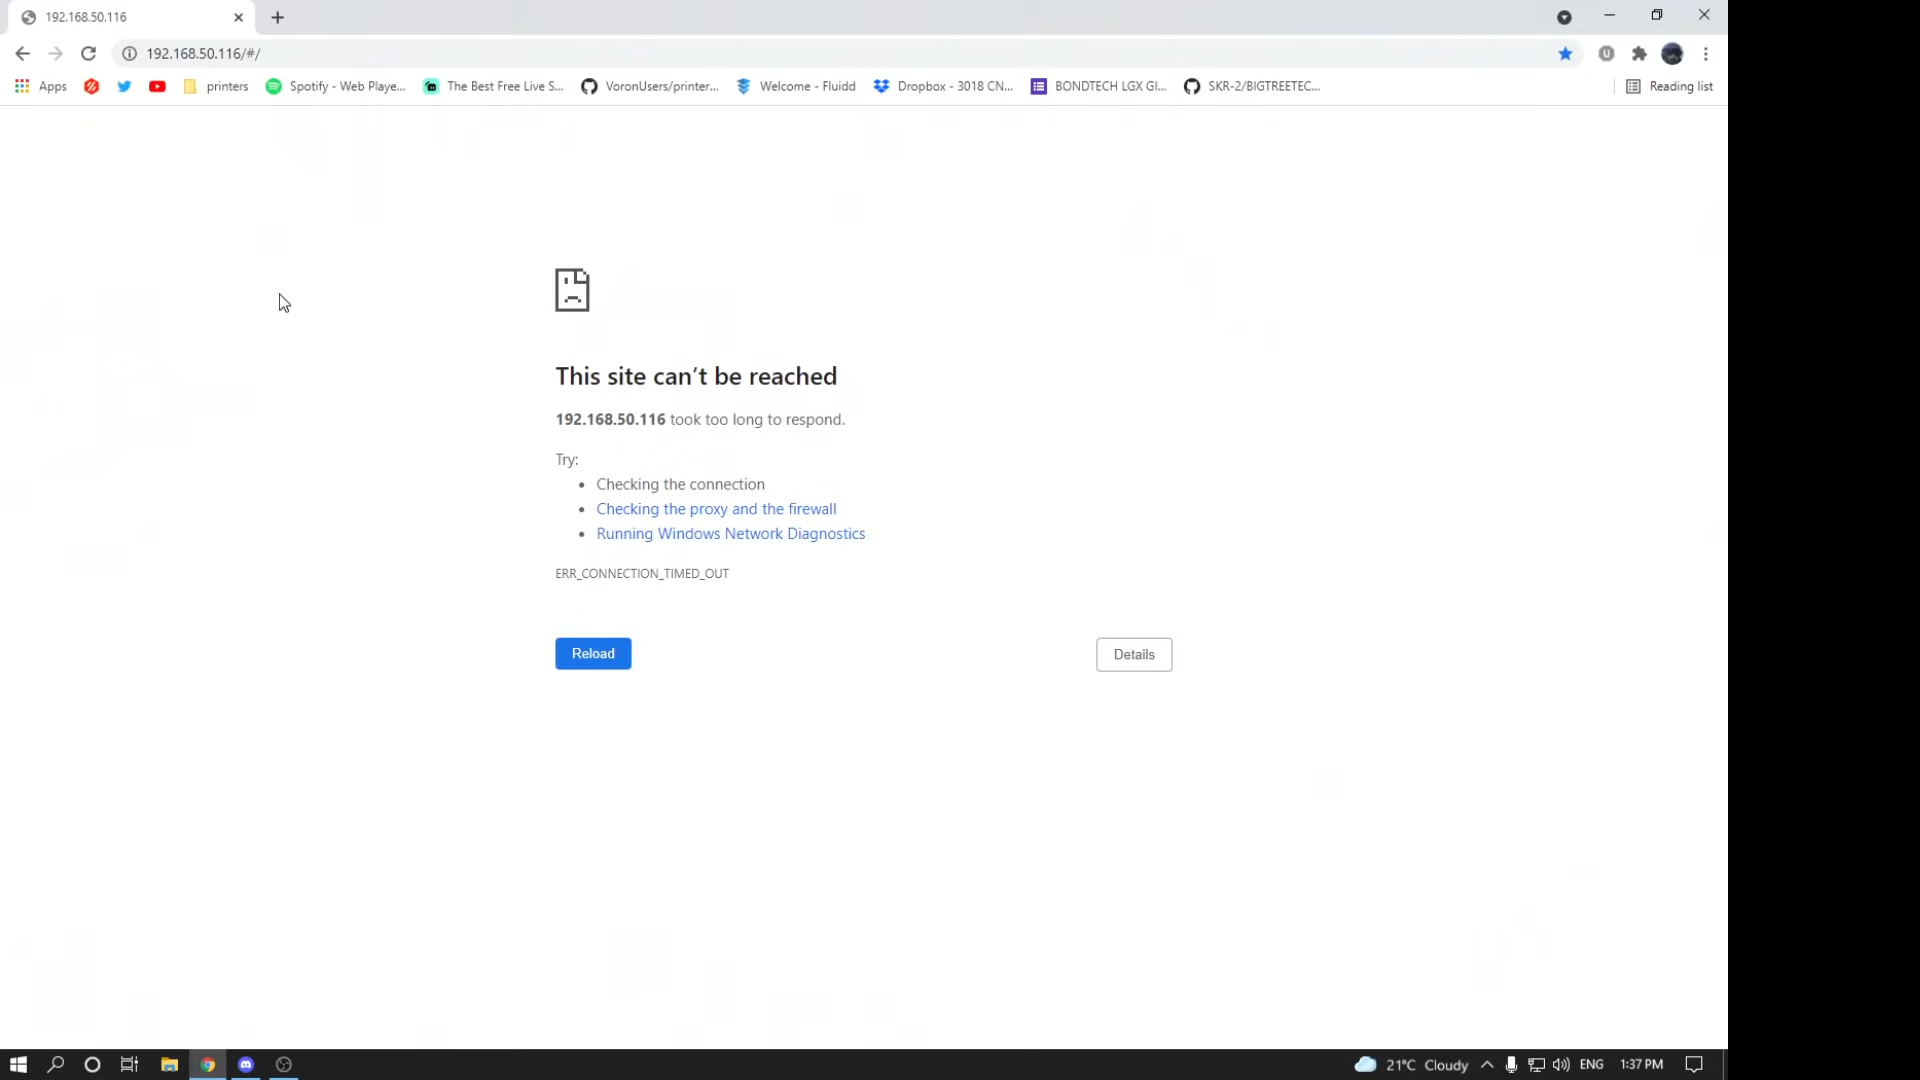 192.168.50.116
192.168.50.116/#/
Apps
printers
Spotify - Web Playe...
The Best Free Live S...
VoronUsers/printer...
Welcome - Fluidd
Dropbox - 3018 CN...
BONDTECH LGX GI...
SKR-2/BIGTREETEC...
Reading list
This site can’t be reached
192.168.50.116 took too long to respond.
Try:
• Checking the connection
• Checking the proxy and the firewall
• Running Windows Network Diagnostics
ERR_CONNECTION_TIMED_OUT
Reload
Details
21°C Cloudy
ENG
1:37 PM